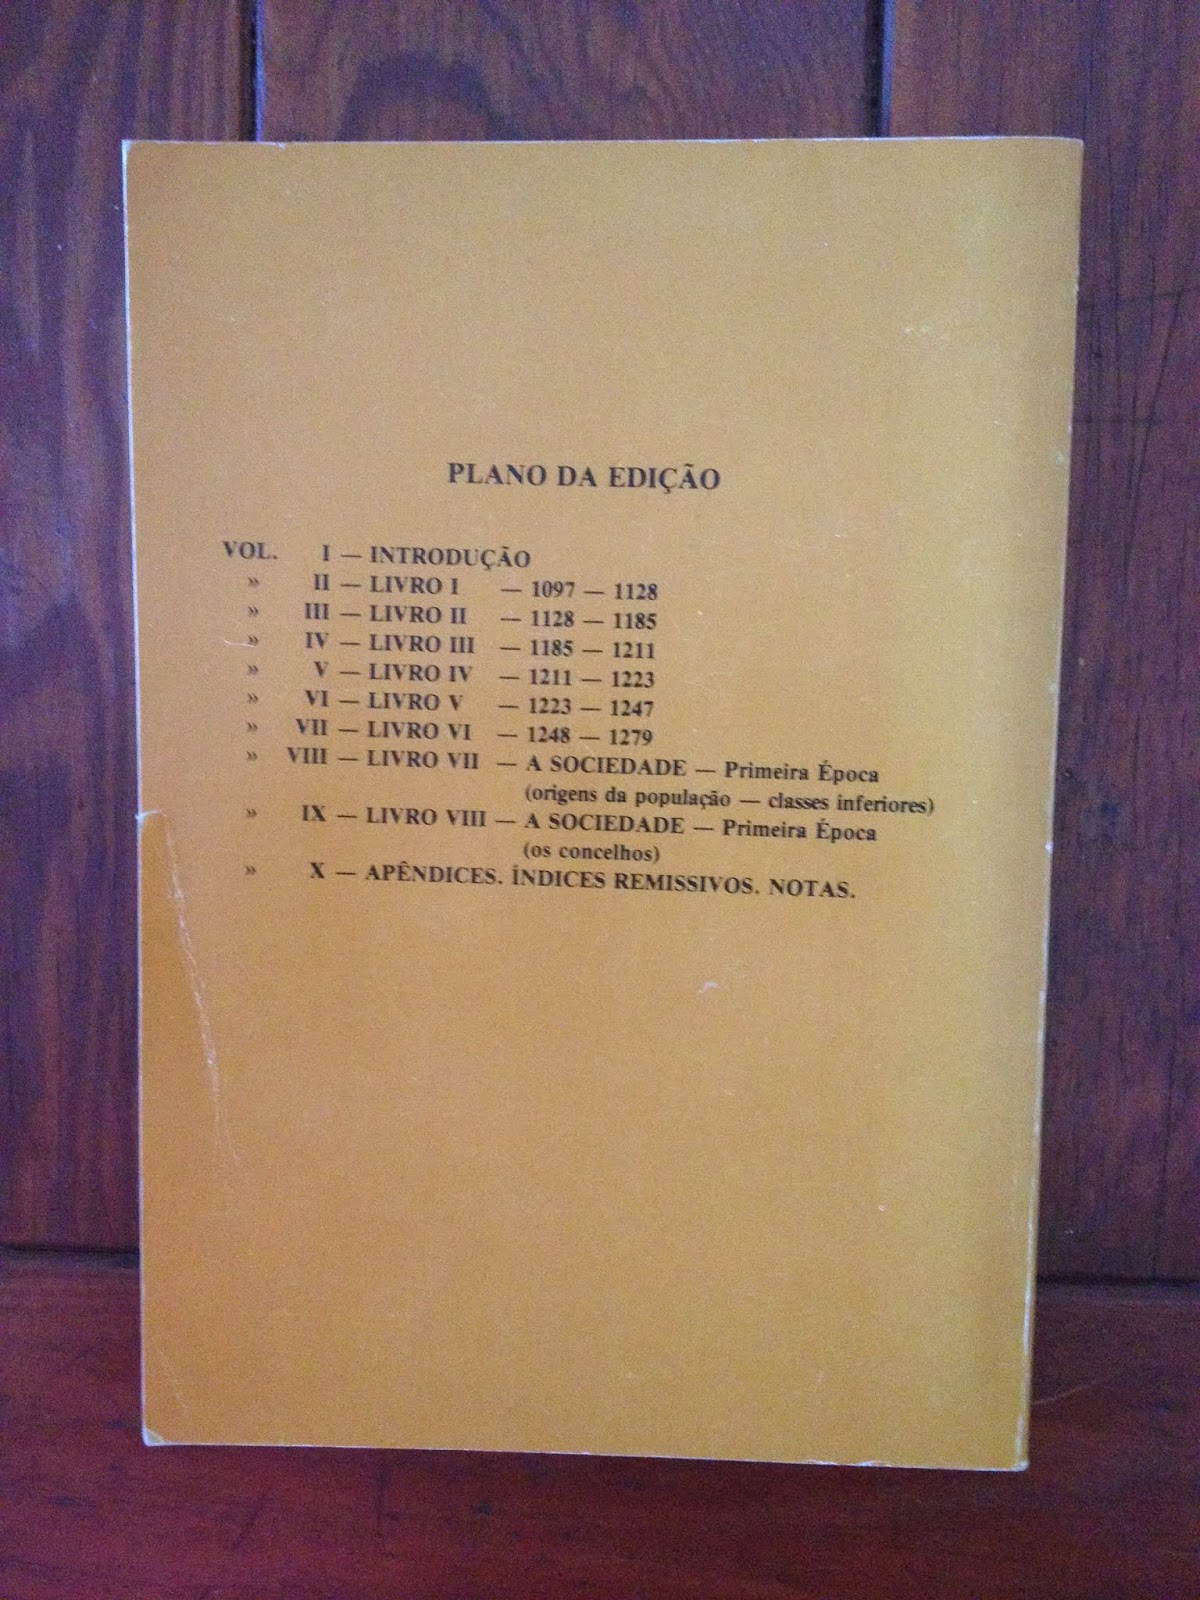 PLANO DA EDIÇÃO
VOL. I — INTRODUÇÃO
» II — LIVRO I — 1097 — 1128
» III — LIVRO II — 1128 — 1185
» IV — LIVRO III — 1185 — 1211
» V — LIVRO IV — 1211 — 1223
» VI — LIVRO V — 1223 — 1247
» VII — LIVRO VI — 1248 — 1279
» VIII — LIVRO VII — A SOCIEDADE — Primeira Época
(origens da população — classes inferiores)
» IX — LIVRO VIII — A SOCIEDADE — Primeira Época
(os concelhos)
» X — APÊNDICES. ÍNDICES REMISSIVOS. NOTAS.